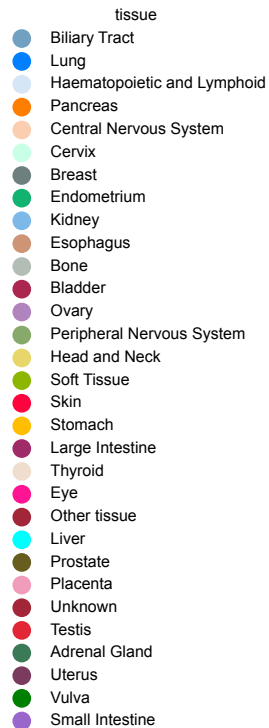 tissue
Biliary Tract
Lung
Haematopoietic and Lymphoid
Pancreas
Central Nervous System
Cervix
Breast
Endometrium
Kidney
Esophagus
Bone
Bladder
Ovary
Peripheral Nervous System
Head and Neck
Soft Tissue
Skin
Stomach
Large Intestine
Thyroid
Eye
Other tissue
Liver
Prostate
Placenta
Unknown
Testis
Adrenal Gland
Uterus
Vulva
Small Intestine